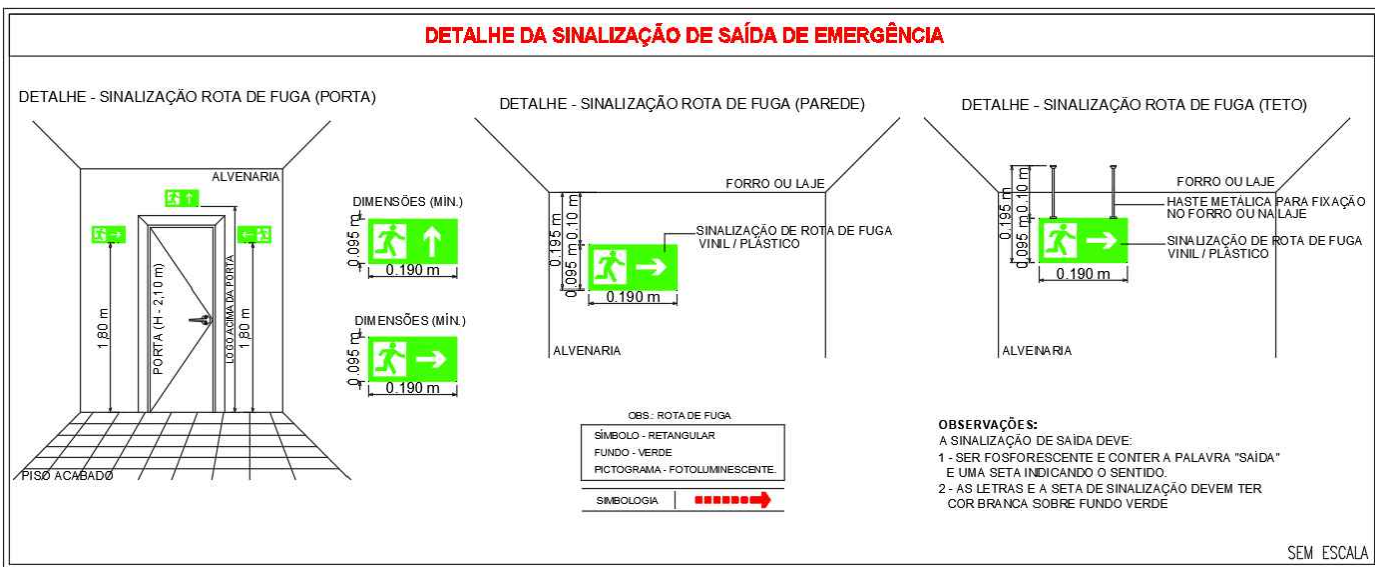 DETALHE DA SINALIZAÇÃO DE SAÍDA DE EMERGÊNCIA
DETALHE - SINALIZAÇÃO ROTA DE FUGA (PORTA)
ALVENARIA
1,80 m
PORTA (H - 2,10 m)
LOGO ACIMA DA PORTA
1,80 m
PISO ACABADO
DIMENSÕES (MÍN.)
0.095 m
0.190 m
DIMENSÕES (MÍN.)
0.095 m
0.190 m
DETALHE - SINALIZAÇÃO ROTA DE FUGA (PAREDE)
FORRO OU LAJE
0.195 m
0.10 m
0.095 m
SINALIZAÇÃO DE ROTA DE FUGA
VINIL / PLÁSTICO
0.190 m
ALVENARIA
DETALHE - SINALIZAÇÃO ROTA DE FUGA (TETO)
FORRO OU LAJE
HASTE METÁLICA PARA FIXAÇÃO
NO FORRO OU NA LAJE
0.195 m
0.10 m
0.095 m
SINALIZAÇÃO DE ROTA DE FUGA
VINIL / PLÁSTICO
0.190 m
ALVENARIA
OBS.: ROTA DE FUGA
SÍMBOLO - RETANGULAR
FUNDO - VERDE
PICTOGRAMA - FOTOLUMINESCENTE.
SIMBOLOGIA
OBSERVAÇÕES:
A SINALIZAÇÃO DE SAÍDA DEVE:
1 - SER FOSFORESCENTE E CONTER A PALAVRA "SAÍDA"
E UMA SETA INDICANDO O SENTIDO.
2 - AS LETRAS E A SETA DE SINALIZAÇÃO DEVEM TER
COR BRANCA SOBRE FUNDO VERDE
SEM ESCALA